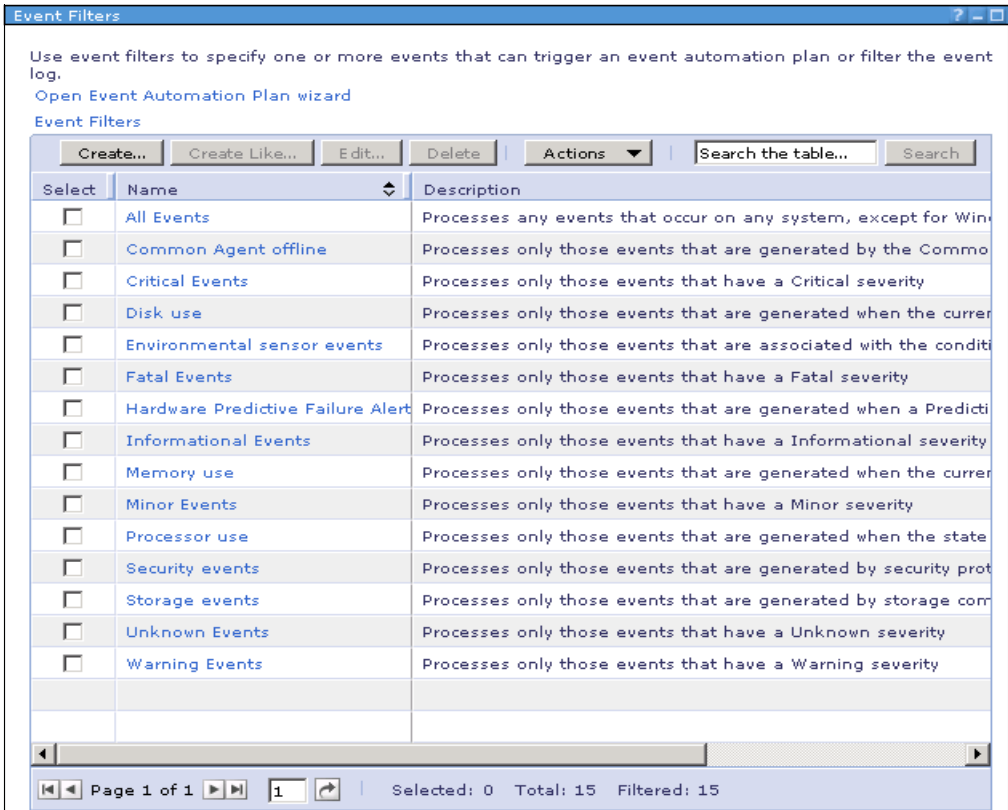 Event Filters
?
Use event filters to specify one or more events that can trigger an event automation plan or filter the event
log.
Open Event Automation Plan wizard
Event Filters
Create... Create Like... Edit... Delete Actions Search the table... Search
Select Name Description
All Events Processes any events that occur on any system, except for
Common Agent offline Processes only those events that are generated by the Commo
Critical Events Processes only those events that have a Critical severity
Disk use Processes only those events that are generated when the curren
Environmental sensor events Processes only those events that are associated with the conditi
Fatal Events Processes only those events that have a Fatal severity
Hardware Predictive Failure Alert Processes only those events that are generated when a Predicti
Informational Events Processes only those events that have a Informational severity
Memory use Processes only those events that are generated when the curren
Minor Events Processes only those events that have a Minor severity
Processor use Processes only those events that are generated when the state
Security events Processes only those events that are generated by security prot
Storage events Processes only those events that are generated by storage com
Unknown Events Processes only those events that have a Unknown severity
Warning Events Processes only those events that have a Warning severity
Page 1 of 1 1 Selected: 0 Total: 15 Filtered: 15